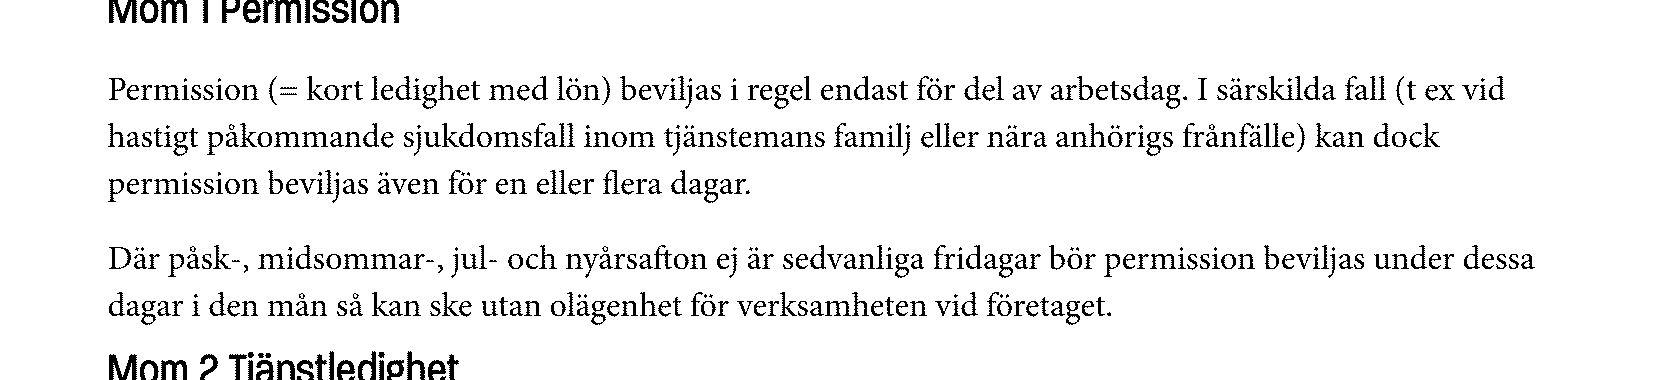 Mom 1 Permission
Permission (= kort ledighet med lön) beviljas i regel endast för del av arbetsdag. I särskilda fall (t ex vid
hastigt påkommande sjukdomsfall inom tjänstemans familj eller nära anhörigs frånfälle) kan dock
permission beviljas även för en eller flera dagar.
Där påsk-, midsommar-, jul- och nyårsafton ej är sedvanliga fridagar bör permission beviljas under dessa
dagar i den mån så kan ske utan olägenhet för verksamheten vid företaget.
Mom 2 Tjänstledighet